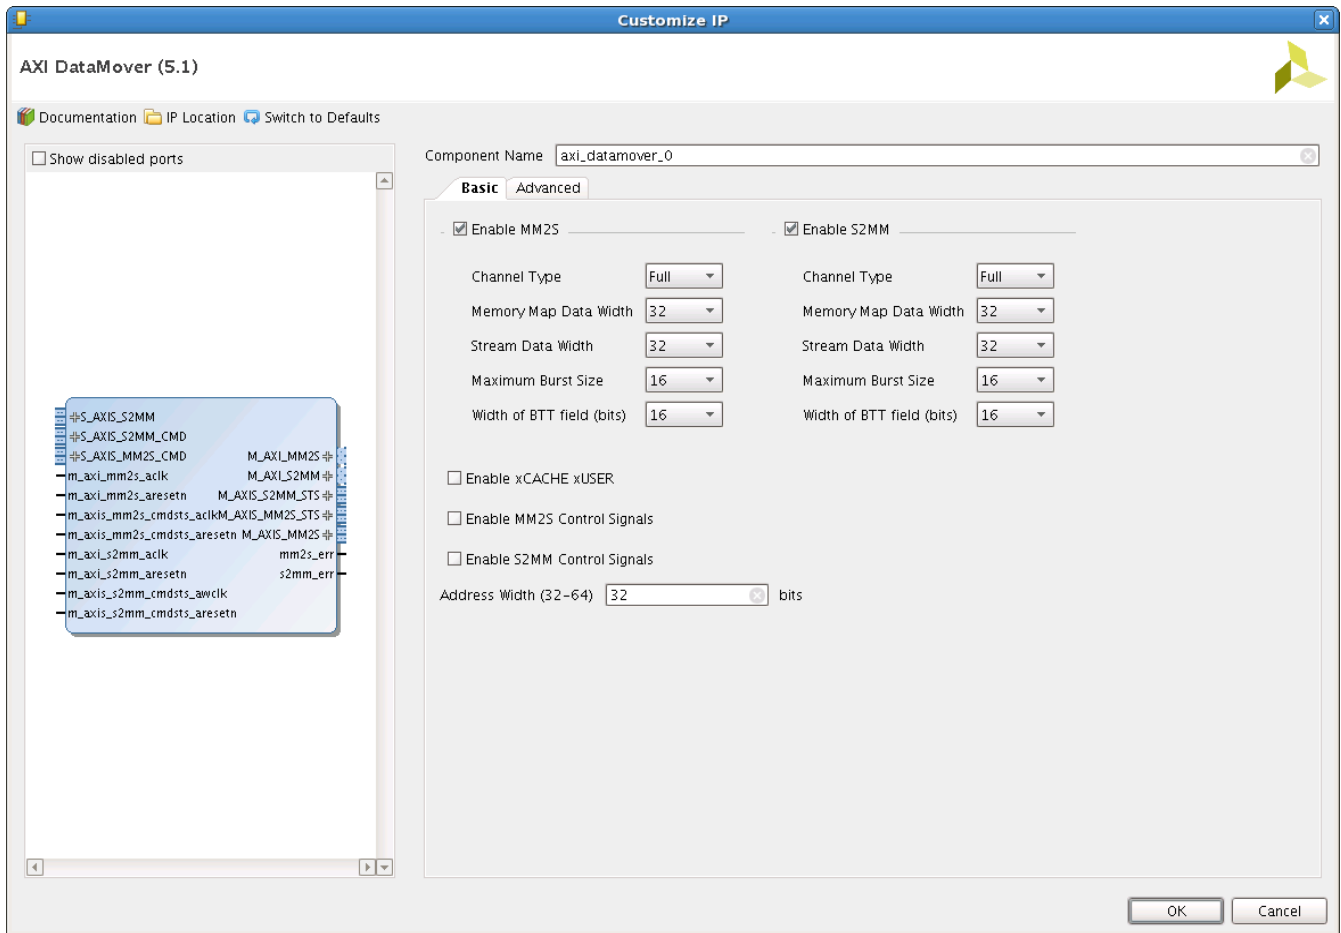 Customize IP
AXI DataMover (5.1)
Documentation IP Location Switch to Defaults
Show disabled ports
S_AXIS_S2MM
S_AXIS_S2MM_CMD
S_AXIS_MM2S_CMD M_AXI_MM2S
m_axi_mm2s_aclk M_AXI_S2MM
m_axi_mm2s_aresetn M_AXIS_S2MM_STS
m_axis_mm2s_cmdsts_aclk M_AXIS_MM2S_STS
m_axis_mm2s_cmdsts_aresetn M_AXIS_MM2S
m_axi_s2mm_aclk mm2s_err
m_axi_s2mm_aresetn s2mm_err
m_axis_s2mm_cmdsts_awclk
m_axis_s2mm_cmdsts_aresetn
Component Name axi_datamover_0
Basic Advanced
Enable MM2S Enable S2MM
Channel Type Full Channel Type Full
Memory Map Data Width 32 Memory Map Data Width 32
Stream Data Width 32 Stream Data Width 32
Maximum Burst Size 16 Maximum Burst Size 16
Width of BTT field (bits) 16 Width of BTT field (bits) 16
Enable xCACHE xUSER
Enable MM2S Control Signals
Enable S2MM Control Signals
Address Width (32-64) 32 bits
OK Cancel